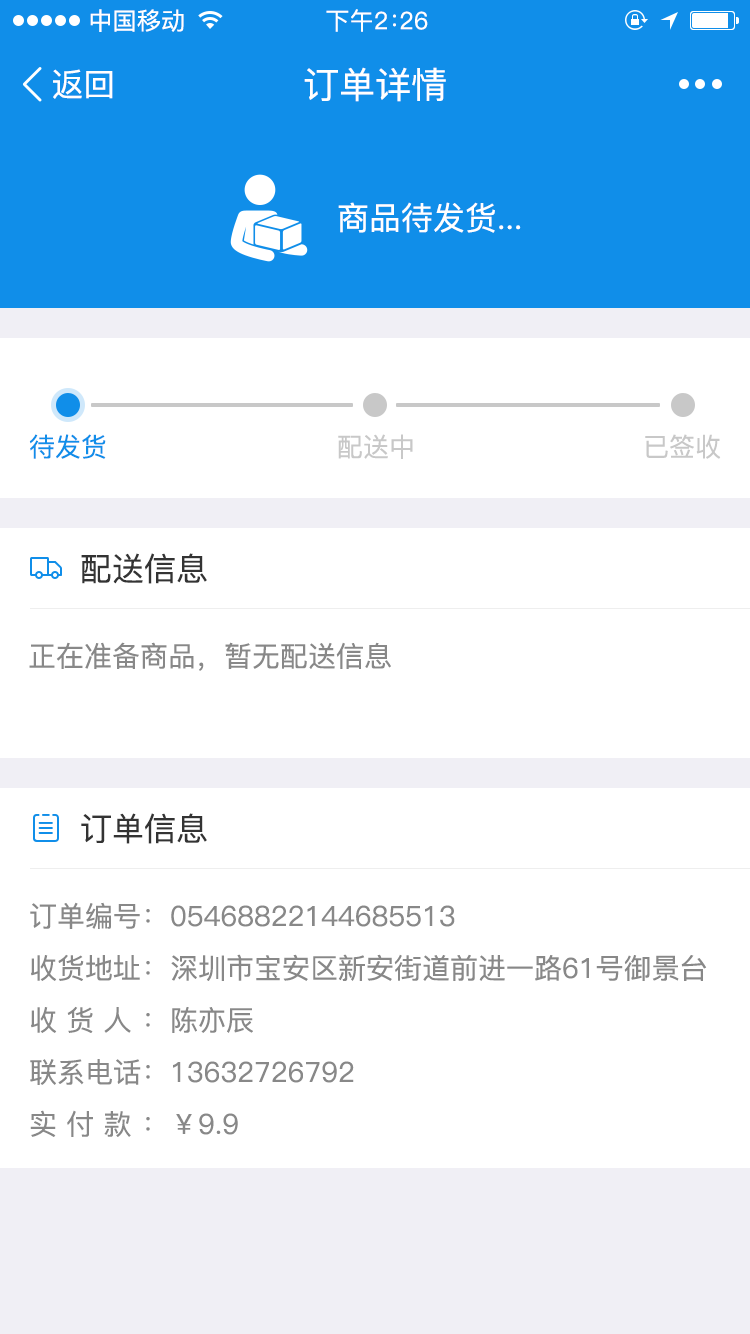 中国移动 下午2:26
返回 订单详情
商品待发货...
待发货 配送中 已签收
配送信息
正在准备商品，暂无配送信息
订单信息
订单编号：05468822144685513
收货地址：深圳市宝安区新安街道前进一路61号御景台
收 货 人 ：陈亦辰
联系电话：13632726792
实 付 款 ：￥9.9